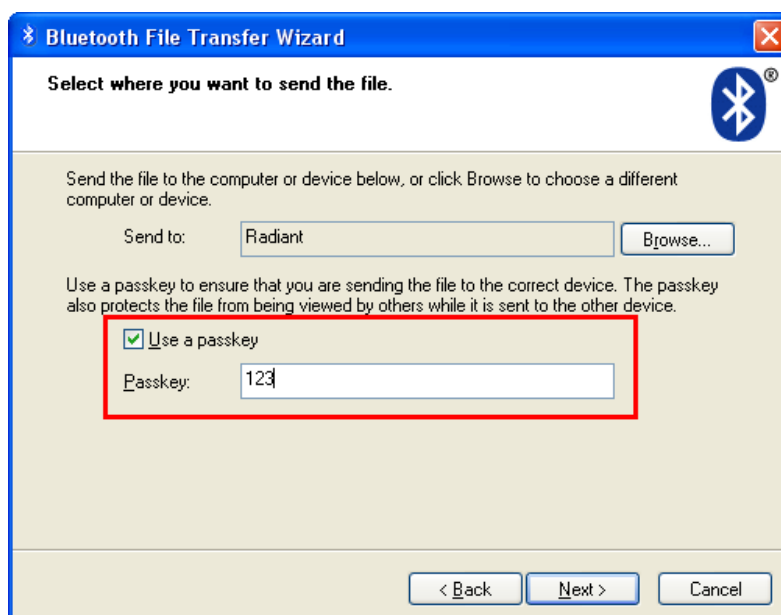 Bluetooth File Transfer Wizard
Select where you want to send the file.
®
Send the file to the computer or device below, or click Browse to choose a different
computer or device.
Send to: Radiant Browse...
Use a passkey to ensure that you are sending the file to the correct device. The passkey
also protects the file from being viewed by others while it is sent to the other device.
Use a passkey
Passkey: 123
< Back Next > Cancel